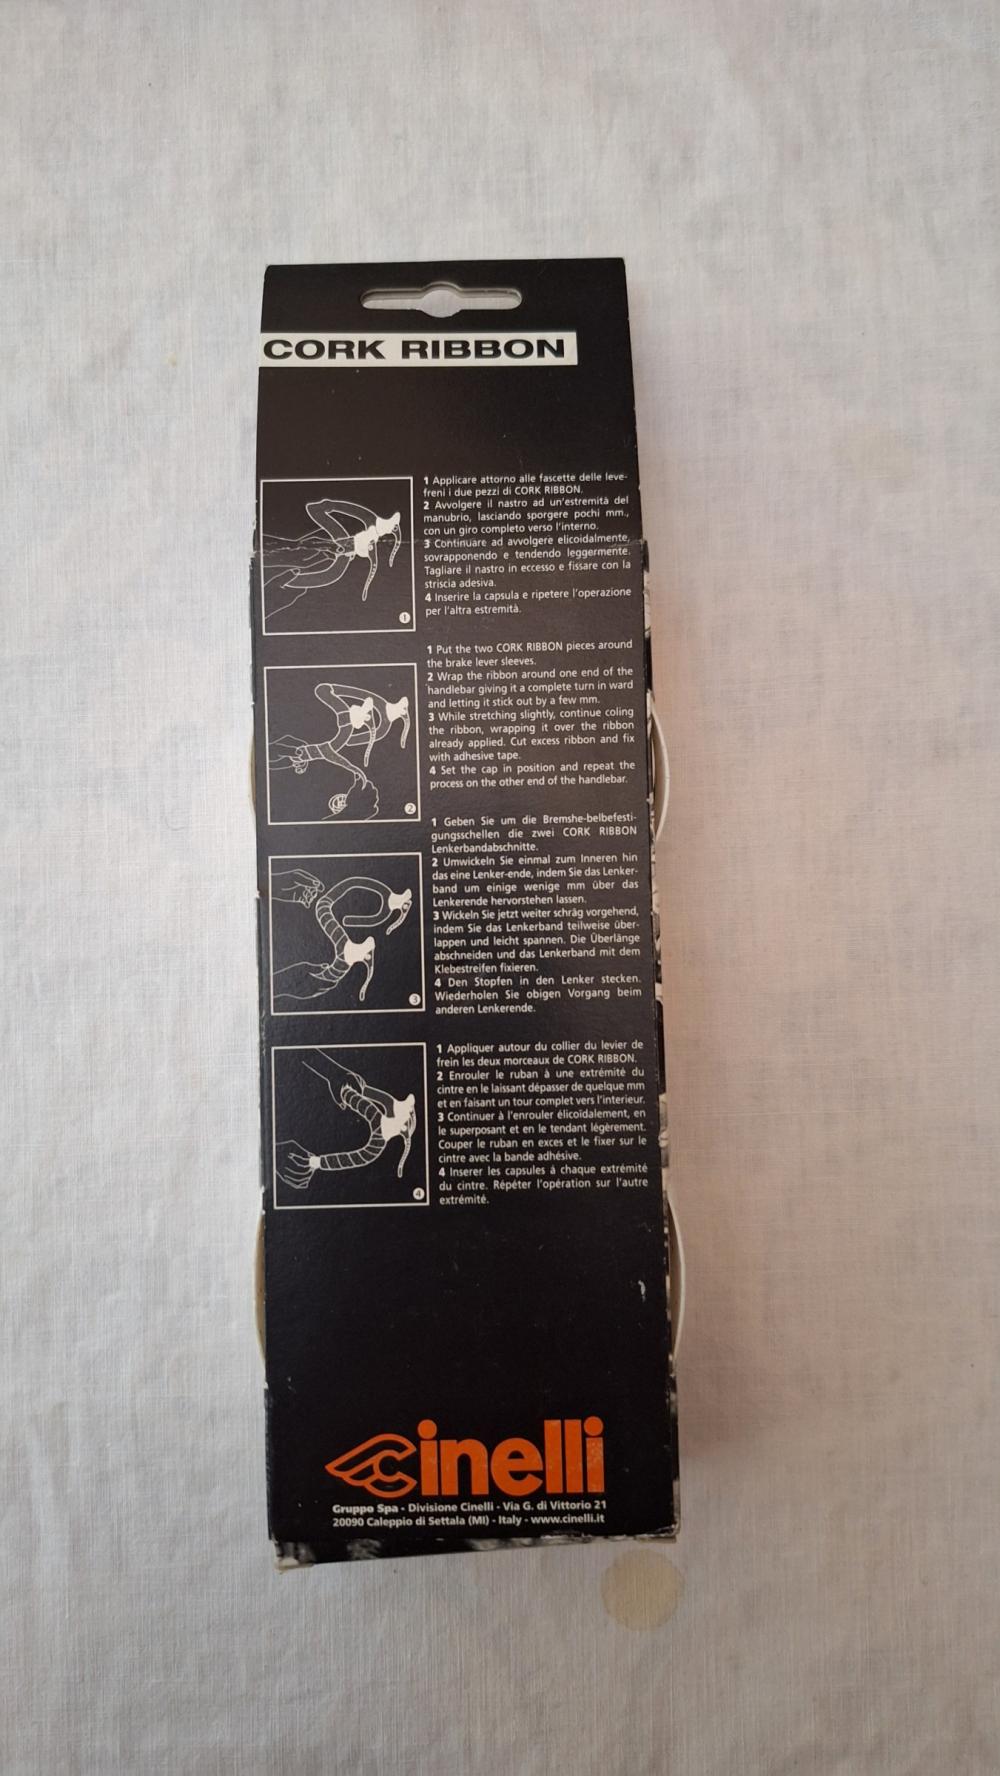 CORK RIBBON
1 Applicare attorno alle fascette delle leve-
freni i due pezzi di CORK RIBBON.
2 Avvolgere il nastro ad un'estremità del
manubrio, lasciando sporgere pochi mm.,
con un giro completo verso l'interno.
3 Continuare ad avvolgere elicoidalmente,
sovrapponendo e tendendo leggermente.
Tagliare il nastro in eccesso e fissare con la
striscia adesiva.
4 Inserire la capsula e ripetere l'operazione
per l'altra estremità.
1
1 Put the two CORK RIBBON pieces around
the brake lever sleeves.
2 Wrap the ribbon around one end of the
handlebar giving it a complete turn in ward
and letting it stick out by a few mm.
3 While stretching slightly, continue coling
the ribbon, wrapping it over the ribbon
already applied. Cut excess ribbon and fix
with adhesive tape.
4 Set the cap in position and repeat the
process on the other end of the handlebar.
2
1 Geben Sie um die Bremshe-belbefesti-
gungsschellen die zwei CORK RIBBON
Lenkerbandabschnitte.
2 Umwickeln Sie einmal zum Inneren hin
das eine Lenker-ende, indem Sie das Lenker-
band um einige wenige mm über das
Lenkerende hervorstehen lassen.
3 Wickeln Sie jetzt weiter schräg vorgehend,
indem Sie das Lenkerband teilweise über-
lappen und leicht spannen. Die Überlänge
abschneiden und das Lenkerband mit dem
Klebestreifen fixieren.
4 Den Stopfen in den Lenker stecken.
Wiederholen Sie obigen Vorgang beim
anderen Lenkerende.
3
1 Appliquer autour du collier du levier de
frein les deux morceaux de CORK RIBBON.
2 Enrouler le ruban à une extrémité du
cintre en le laissant dépasser de quelque mm
et en faisant un tour complet vers l'interieur.
3 Continuer à l'enrouler élicoïdalement, en
le superposant et en le tendant légèrement.
Couper le ruban en exces et le fixer sur le
cintre avec la bande adhésive.
4 Inserer les capsules à chaque extrémité
du cintre. Répéter l'opération sur l'autre
extrémité.
4
cinelli
Gruppo Spa - Divisione Cinelli - Via G. di Vittorio 21
20090 Caleppio di Settala (MI) - Italy - www.cinelli.it